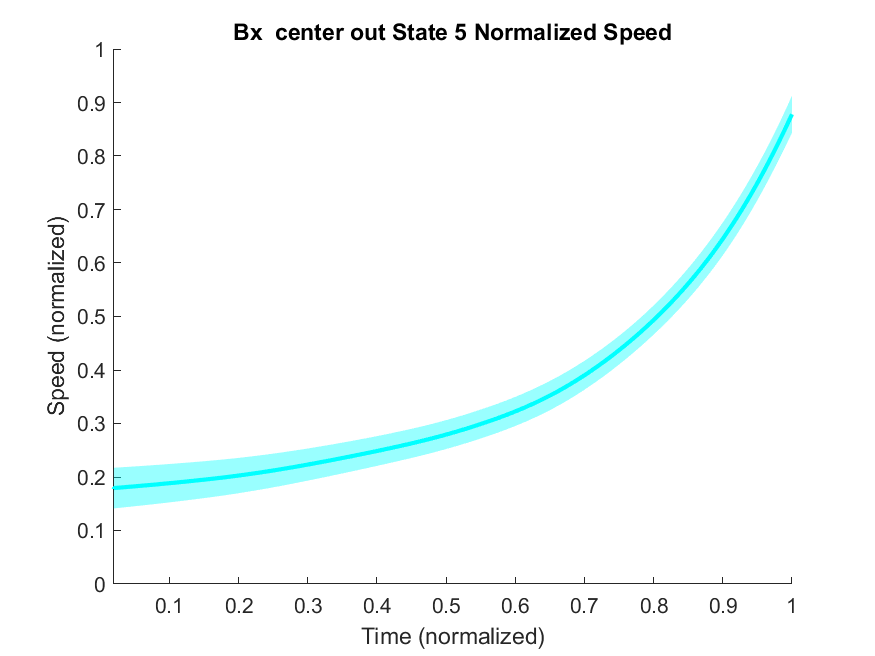 Bx  center out State 5 Normalized Speed
1
0.9
0.8
0.7
0.6
0.5
0.4
0.3
0.2
0.1
0
Speed (normalized)
0.1 0.2 0.3 0.4 0.5 0.6 0.7 0.8 0.9 1
Time (normalized)